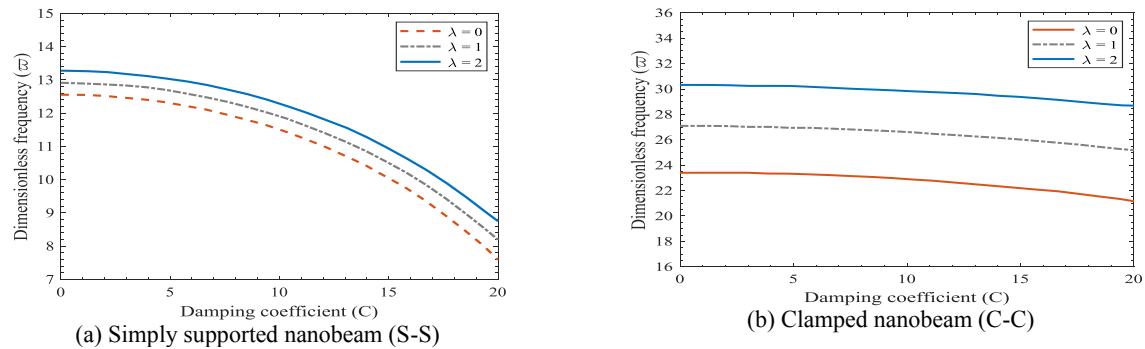 15
14
13
12
11
10
9
8
7
0
5
10
15
20
Dimensionless frequency (ϖ)
Damping coefficient (C)
λ = 0
λ = 1
λ = 2
(a) Simply supported nanobeam (S-S)
36
34
32
30
28
26
24
22
20
18
16
0
5
10
15
20
Dimensionless frequency (ϖ)
Damping coefficient (C)
λ = 0
λ = 1
λ = 2
(b) Clamped nanobeam (C-C)